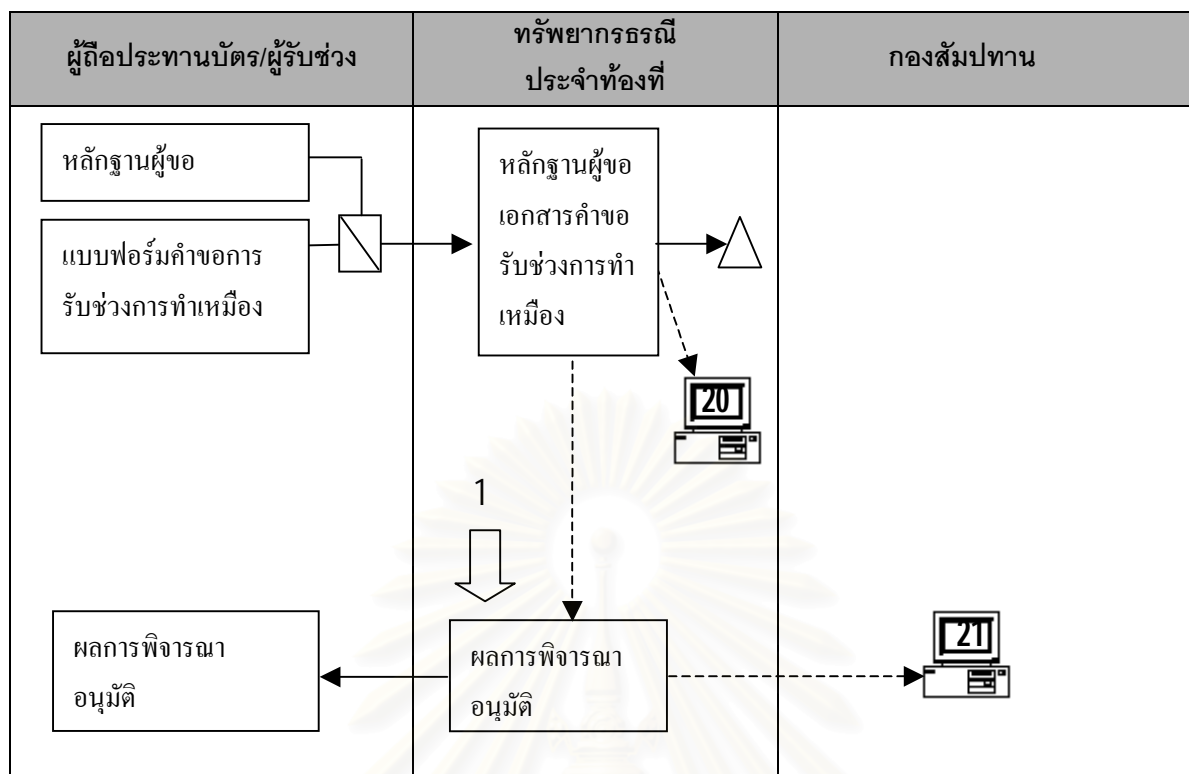 ผู้ถือประทานบัตร/ผู้รับช่วง
ทรัพยากรธรณี
ประจำท้องที่
กองสัมปทาน
หลักฐานผู้ขอ
แบบฟอร์มคำขอการ
รับช่วงการทำเหมือง
หลักฐานผู้ขอ
เอกสารคำขอ
รับช่วงการทำ
เหมือง
20
1
ผลการพิจารณา
อนุมัติ
ผลการพิจารณา
อนุมัติ
21